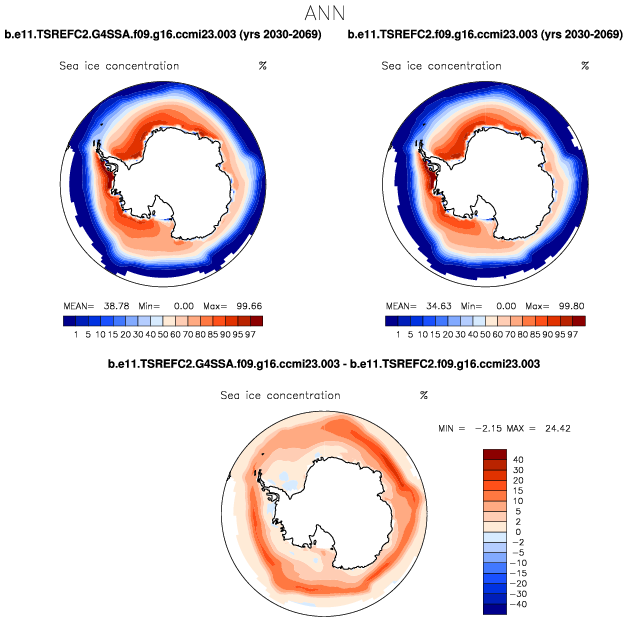 ANN
b.e11.TSREFC2.G4SSA.f09.g16.ccmi23.003 (yrs 2030-2069)
b.e11.TSREFC2.f09.g16.ccmi23.003 (yrs 2030-2069)
Sea ice concentration %
Sea ice concentration %
MEAN= 38.78 Min= 0.00 Max= 99.66
MEAN= 34.63 Min= 0.00 Max= 99.80
1 5 10 15 20 30 40 50 60 70 80 85 90 95 97
1 5 10 15 20 30 40 50 60 70 80 85 90 95 97
b.e11.TSREFC2.G4SSA.f09.g16.ccmi23.003 - b.e11.TSREFC2.f09.g16.ccmi23.003
Sea ice concentration %
MIN = -2.15 MAX = 24.42
40
30
20
15
10
5
2
0
-2
-5
-10
-15
-20
-30
-40